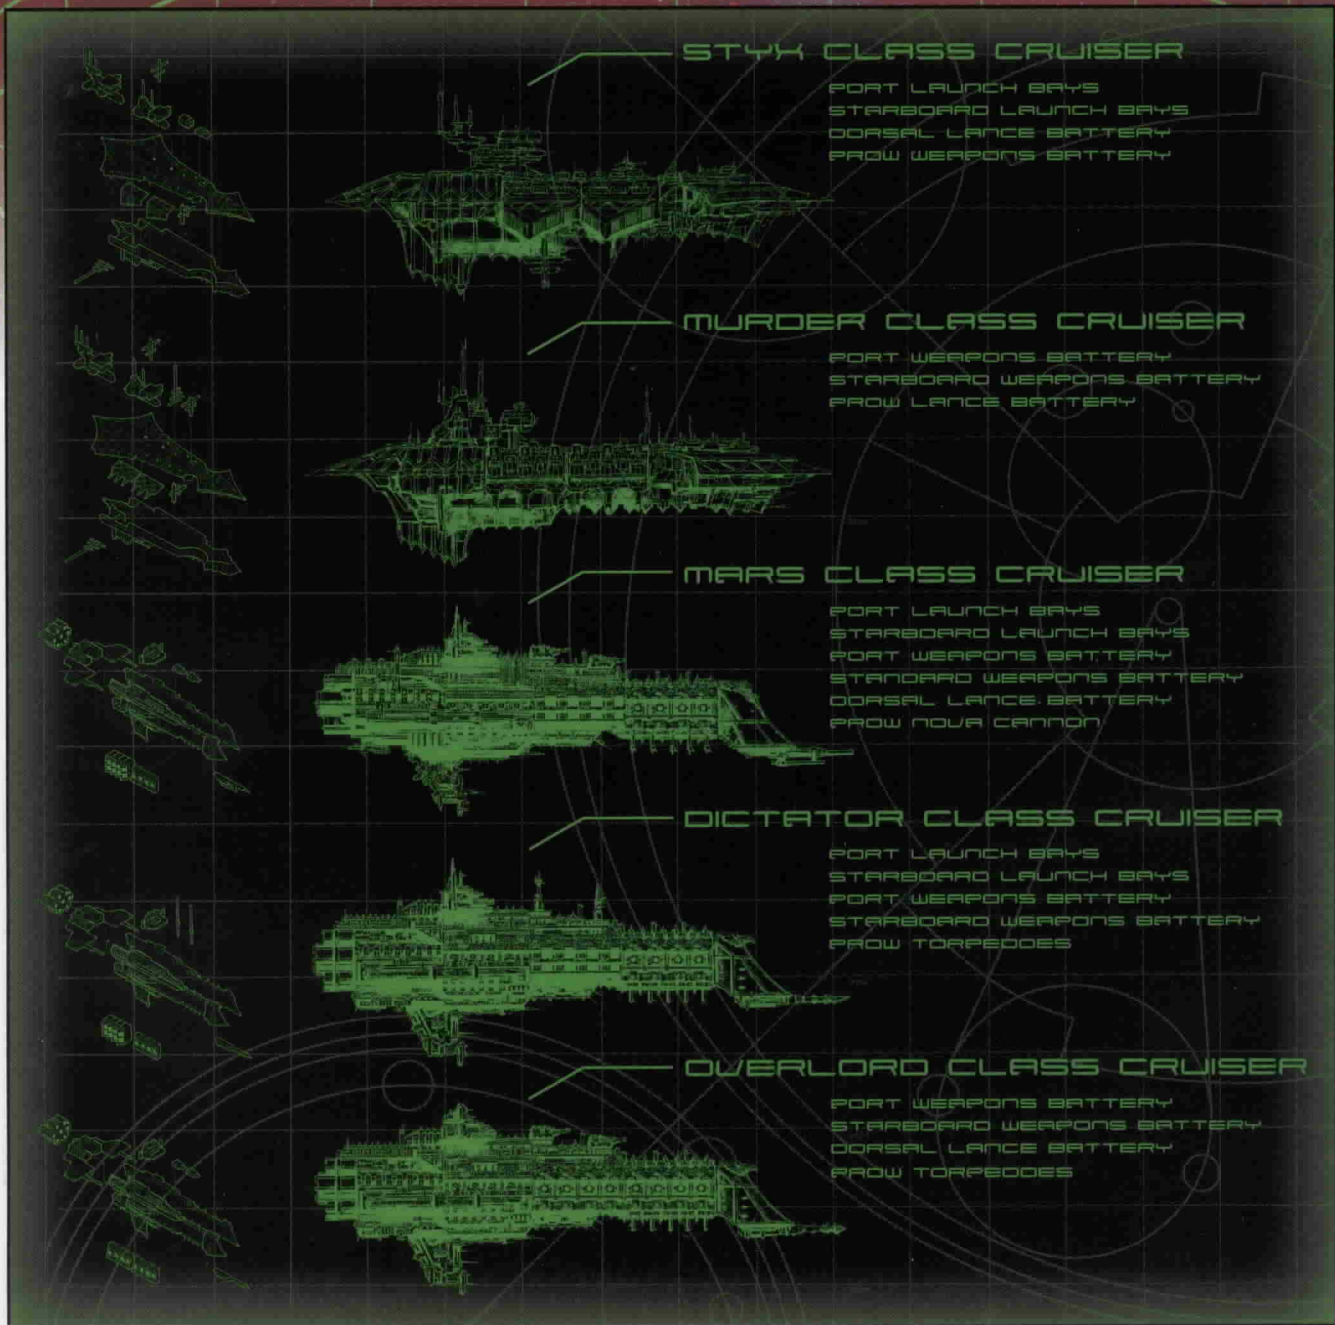 STYX CLASS CRUISER
PORT LAUNCH BAYS
STARBOARD LAUNCH BAYS
DORSAL LANCE BATTERY
PROW WEAPONS BATTERY
MURDER CLASS CRUISER
PORT WEAPONS BATTERY
STARBOARD WEAPONS BATTERY
PROW LANCE BATTERY
MARS CLASS CRUISER
PORT LAUNCH BAYS
STARBOARD LAUNCH BAYS
PORT WEAPONS BATTERY
STANDARD WEAPONS BATTERY
DORSAL LANCE BATTERY
PROW NOVA CANNON
DICTATOR CLASS CRUISER
PORT LAUNCH BAYS
STARBOARD LAUNCH BAYS
PORT WEAPONS BATTERY
STARBOARD WEAPONS BATTERY
PROW TORPEDOES
OVERLORD CLASS CRUISER
PORT WEAPONS BATTERY
STARBOARD WEAPONS BATTERY
DORSAL LANCE BATTERY
PROW TORPEDOES